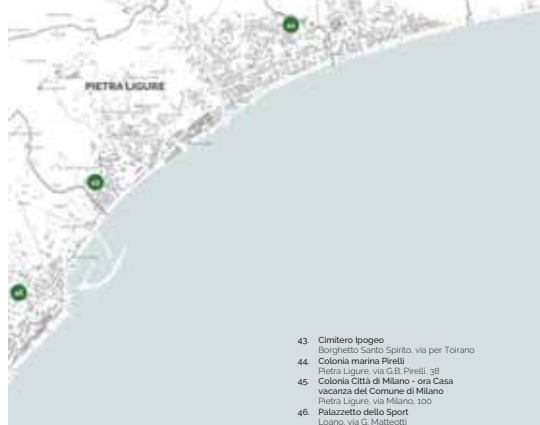 44
PIETRA LIGURE
43. Cimitero Ipogeo
Borghetto Santo Spirito, via per Toirano
44. Colonia marina Pirelli
Pietra Ligure, via G.B. Pirelli, 38
45. Colonia Città di Milano - ora Casa
vacanza del Comune di Milano
Pietra Ligure, via Milano, 100
46. Palazzetto dello Sport
Loano, via G. Matteotti